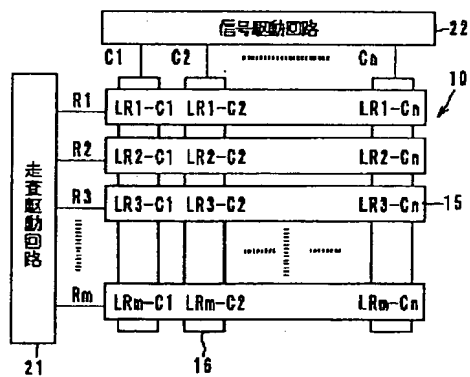 信号駆動回路
22
C1 C2 Cn
10
R1 LR1-C1 LR1-C2 LR1-Cn
R2 LR2-C1 LR2-C2 LR2-Cn
R3 LR3-C1 LR3-C2 LR3-Cn
15
走査駆動回路
Rm LRm-C1 LRm-C2 LRm-Cn
21
16